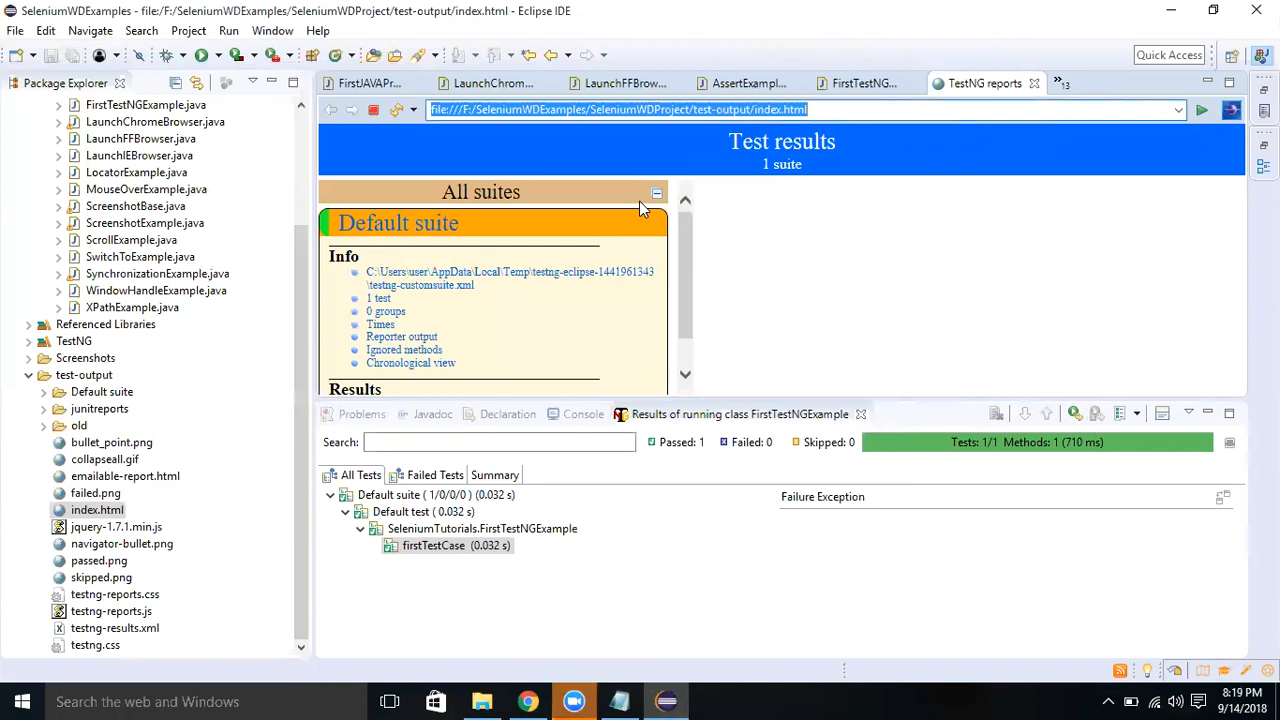 SeleniumWDExamples - file:/F:/SeleniumWDExamples/SeleniumWDProject/test-output/index.html - Eclipse IDE
File Edit Navigate Search Project Run Window Help
Quick Access
Package Explorer
FirstJAVAPr...
LaunchChrom...
LaunchFFBrow...
AssertExampl...
FirstTestNG...
TestNG reports
»13
FirstTestNGExample.java
LaunchChromeBrowser.java
LaunchFFBrowser.java
LaunchIEBrowser.java
LocatorExample.java
MouseOverExample.java
ScreenshotBase.java
ScreenshotExample.java
ScrollExample.java
SwitchToExample.java
SynchronizationExample.java
WindowHandleExample.java
XPathExample.java
Referenced Libraries
TestNG
Screenshots
test-output
Default suite
junitreports
old
bullet_point.png
collapseall.gif
emailable-report.html
failed.png
index.html
jquery-1.7.1.min.js
navigator-bullet.png
passed.png
skipped.png
testng-reports.css
testng-reports.js
testng-results.xml
testng.css
file:///F:/SeleniumWDExamples/SeleniumWDProject/test-output/index.html
Test results
1 suite
All suites
Default suite
Info
C:\Users\user\AppData\Local\Temp\testng-eclipse-1441961343
\testng-customsuite.xml
1 test
0 groups
Times
Reporter output
Ignored methods
Chronological view
Results
Problems
Javadoc
Declaration
Console
Results of running class FirstTestNGExample
Search:
Passed: 1
Failed: 0
Skipped: 0
Tests: 1/1 Methods: 1 (710 ms)
All Tests
Failed Tests
Summary
Default suite ( 1/0/0/0 ) (0.032 s)
Default test ( 0.032 s)
SeleniumTutorials.FirstTestNGExample
firstTestCase (0.032 s)
Failure Exception
Search the web and Windows
8:19 PM
9/14/2018